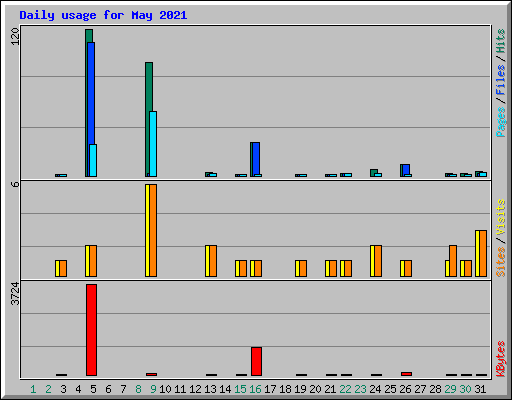 Daily usage for May 2021
120
Pages / Files / Hits
6
Sites / Visits
3724
KBytes
1 2 3 4 5 6 7 8 9 10 11 12 13 14 15 16 17 18 19 20 21 22 23 24 25 26 27 28 29 30 31